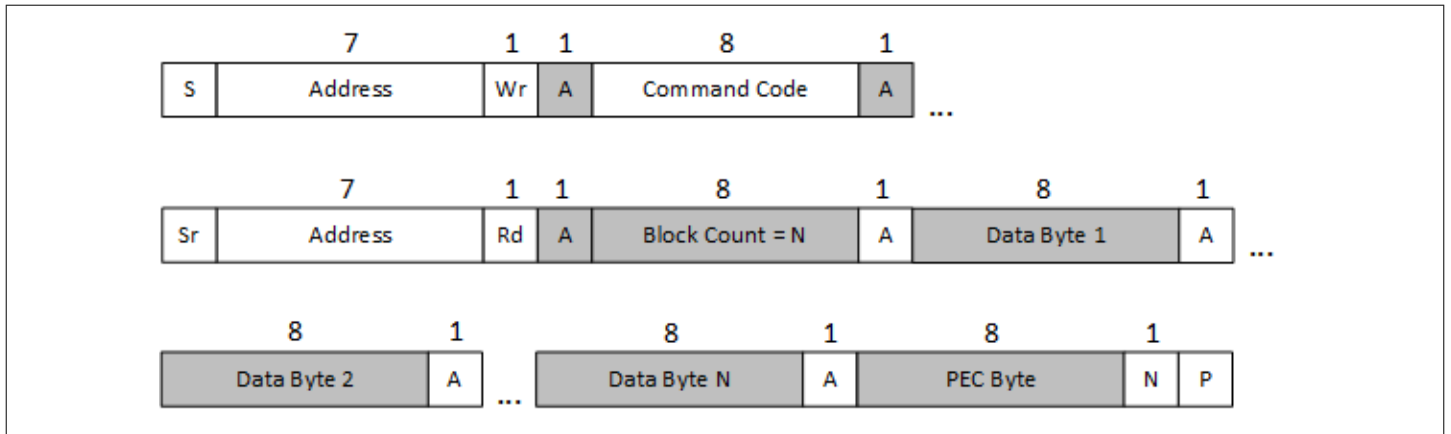 7 1 1 8 1
S Address Wr A Command Code A ...
7 1 1 8 1 8 1
Sr Address Rd A Block Count = N A Data Byte 1 A ...
8 1 8 1 8 1
Data Byte 2 A ... Data Byte N A PEC Byte N P